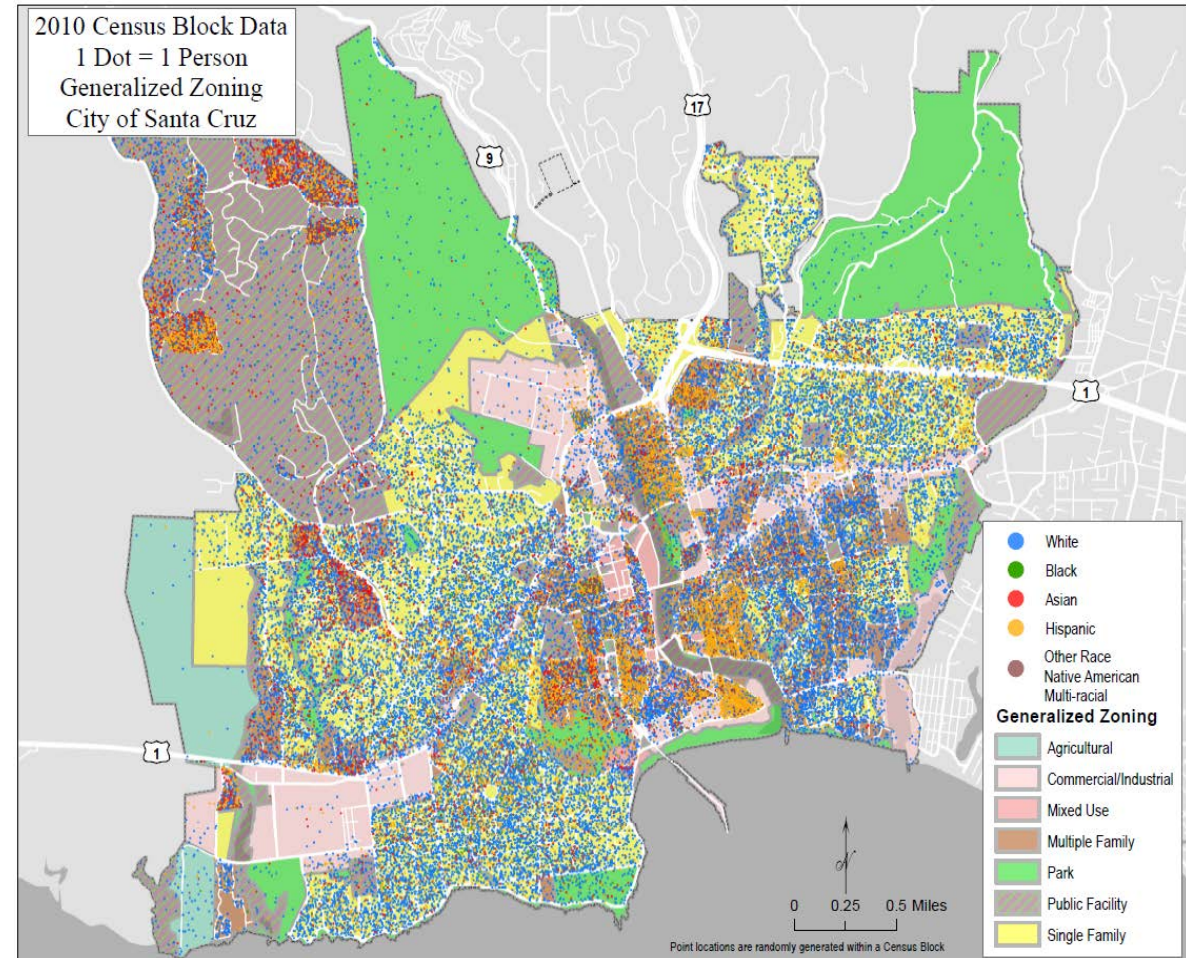 2010 Census Block Data
1 Dot = 1 Person
Generalized Zoning
City of Santa Cruz
17
9
1
1
White
Black
Asian
Hispanic
Other Race
Native American
Multi-racial
Generalized Zoning
Agricultural
Commercial/Industrial
Mixed Use
Multiple Family
Park
Public Facility
Single Family
N
0 0.25 0.5 Miles
Point locations are randomly generated within a Census Block